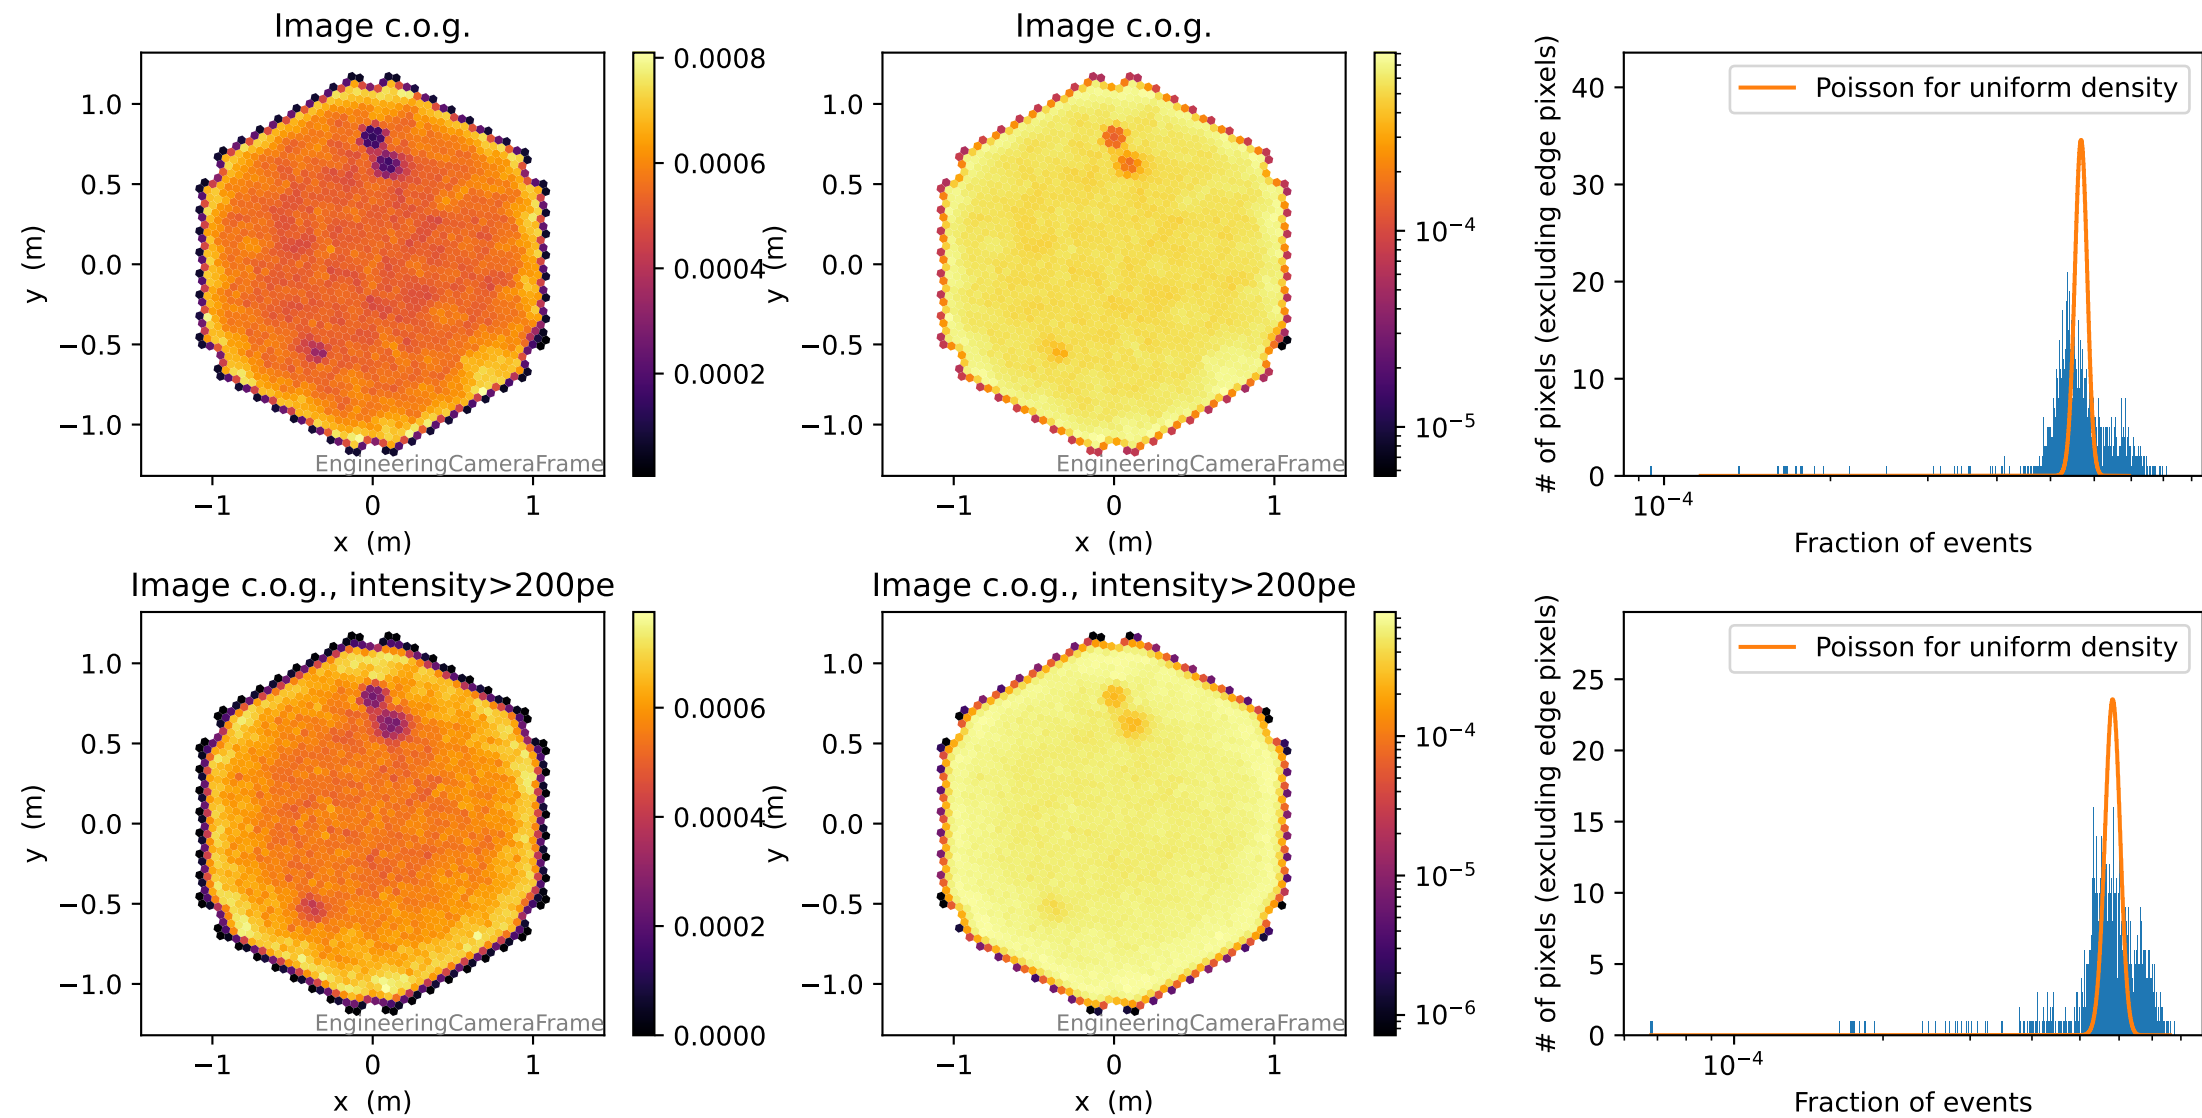 Image c.o.g.
1.0
0.5
0.0
−0.5
−1.0
y (m)
−1
0
1
x (m)
EngineeringCameraFrame
0.0008
0.0006
0.0004
0.0002
Image c.o.g.
1.0
0.5
0.0
−0.5
−1.0
y (m)
−1
0
1
x (m)
EngineeringCameraFrame
10⁻⁴
10⁻⁵
# of pixels (excluding edge pixels)
40
30
20
10
0
Poisson for uniform density
10⁻⁴
Fraction of events
Image c.o.g., intensity>200pe
1.0
0.5
0.0
−0.5
−1.0
y (m)
−1
0
1
x (m)
EngineeringCameraFrame
0.0006
0.0004
0.0002
0.0000
Image c.o.g., intensity>200pe
1.0
0.5
0.0
−0.5
−1.0
y (m)
−1
0
1
x (m)
EngineeringCameraFrame
10⁻⁴
10⁻⁵
10⁻⁶
# of pixels (excluding edge pixels)
25
20
15
10
5
0
Poisson for uniform density
10⁻⁴
Fraction of events